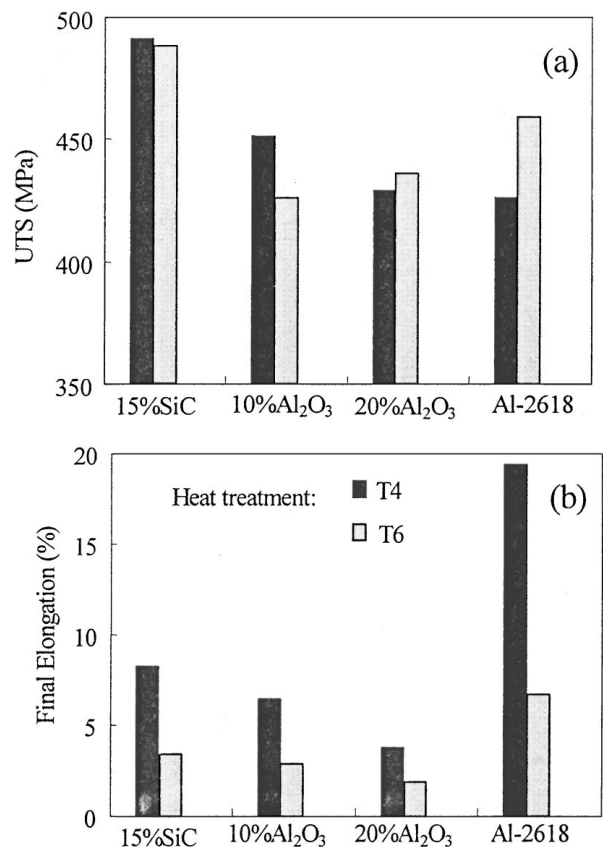 500
(a)
450
UTS (MPa)
400
350
15%SiC 10%Al₂O₃ 20%Al₂O₃ Al-2618
20
Heat treatment: T4
(b)
T6
15
Final Elongation (%)
10
5
0
15%SiC 10%Al₂O₃ 20%Al₂O₃ Al-2618